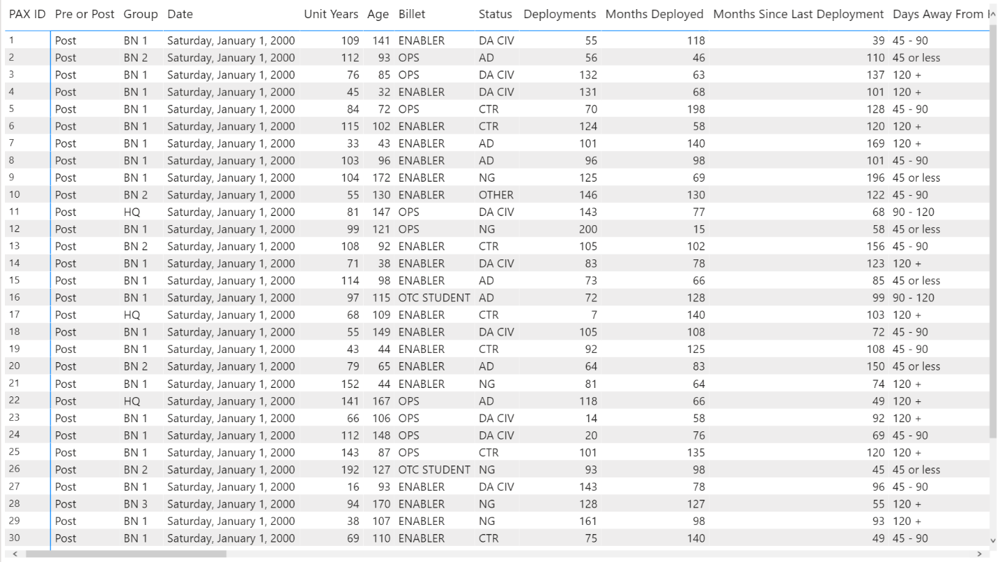 PAX ID Pre or Post Group Date Unit Years Age Billet Status Deployments Months Deployed Months Since Last Deployment Days Away From
1 Post BN 1 Saturday, January 1, 2000 109 141 ENABLER DA CIV 55 118 39 45 - 90
2 Post BN 2 Saturday, January 1, 2000 112 93 OPS AD 56 46 110 45 or less
3 Post BN 1 Saturday, January 1, 2000 76 85 OPS DA CIV 132 63 137 120 +
4 Post BN 1 Saturday, January 1, 2000 45 32 ENABLER DA CIV 131 68 101 120 +
5 Post BN 1 Saturday, January 1, 2000 84 72 OPS CTR 70 198 128 45 - 90
6 Post BN 1 Saturday, January 1, 2000 115 102 ENABLER CTR 124 58 120 120 +
7 Post BN 1 Saturday, January 1, 2000 33 43 ENABLER AD 101 140 169 120 +
8 Post BN 1 Saturday, January 1, 2000 103 96 ENABLER AD 96 98 101 45 - 90
9 Post BN 1 Saturday, January 1, 2000 104 172 ENABLER NG 125 69 196 45 or less
10 Post BN 2 Saturday, January 1, 2000 55 130 ENABLER OTHER 146 130 122 45 - 90
11 Post HQ Saturday, January 1, 2000 81 147 OPS DA CIV 143 77 68 90 - 120
12 Post BN 1 Saturday, January 1, 2000 99 121 OPS NG 200 15 58 45 or less
13 Post BN 2 Saturday, January 1, 2000 108 92 ENABLER CTR 105 102 156 45 - 90
14 Post BN 1 Saturday, January 1, 2000 71 38 ENABLER DA CIV 83 78 123 120 +
15 Post BN 1 Saturday, January 1, 2000 114 98 ENABLER AD 73 66 85 45 or less
16 Post BN 1 Saturday, January 1, 2000 97 115 OTC STUDENT AD 72 128 99 90 - 120
17 Post HQ Saturday, January 1, 2000 68 109 ENABLER CTR 7 140 103 120 +
18 Post BN 1 Saturday, January 1, 2000 55 149 ENABLER DA CIV 105 108 72 45 - 90
19 Post BN 1 Saturday, January 1, 2000 43 44 ENABLER CTR 92 125 108 45 - 90
20 Post BN 2 Saturday, January 1, 2000 79 65 ENABLER AD 64 83 150 45 or less
21 Post BN 1 Saturday, January 1, 2000 152 44 ENABLER NG 81 64 74 120 +
22 Post HQ Saturday, January 1, 2000 141 167 OPS AD 118 66 49 120 +
23 Post BN 1 Saturday, January 1, 2000 66 106 OPS DA CIV 14 58 92 120 +
24 Post BN 1 Saturday, January 1, 2000 112 148 OPS DA CIV 20 76 69 45 - 90
25 Post BN 1 Saturday, January 1, 2000 143 87 OPS CTR 101 135 120 120 +
26 Post BN 2 Saturday, January 1, 2000 192 127 OTC STUDENT NG 93 98 45 45 or less
27 Post BN 1 Saturday, January 1, 2000 16 93 ENABLER DA CIV 143 78 96 45 - 90
28 Post BN 3 Saturday, January 1, 2000 94 170 ENABLER NG 128 127 55 120 +
29 Post BN 1 Saturday, January 1, 2000 38 107 ENABLER NG 161 98 93 120 +
30 Post BN 1 Saturday, January 1, 2000 69 110 ENABLER CTR 75 140 49 45 - 90